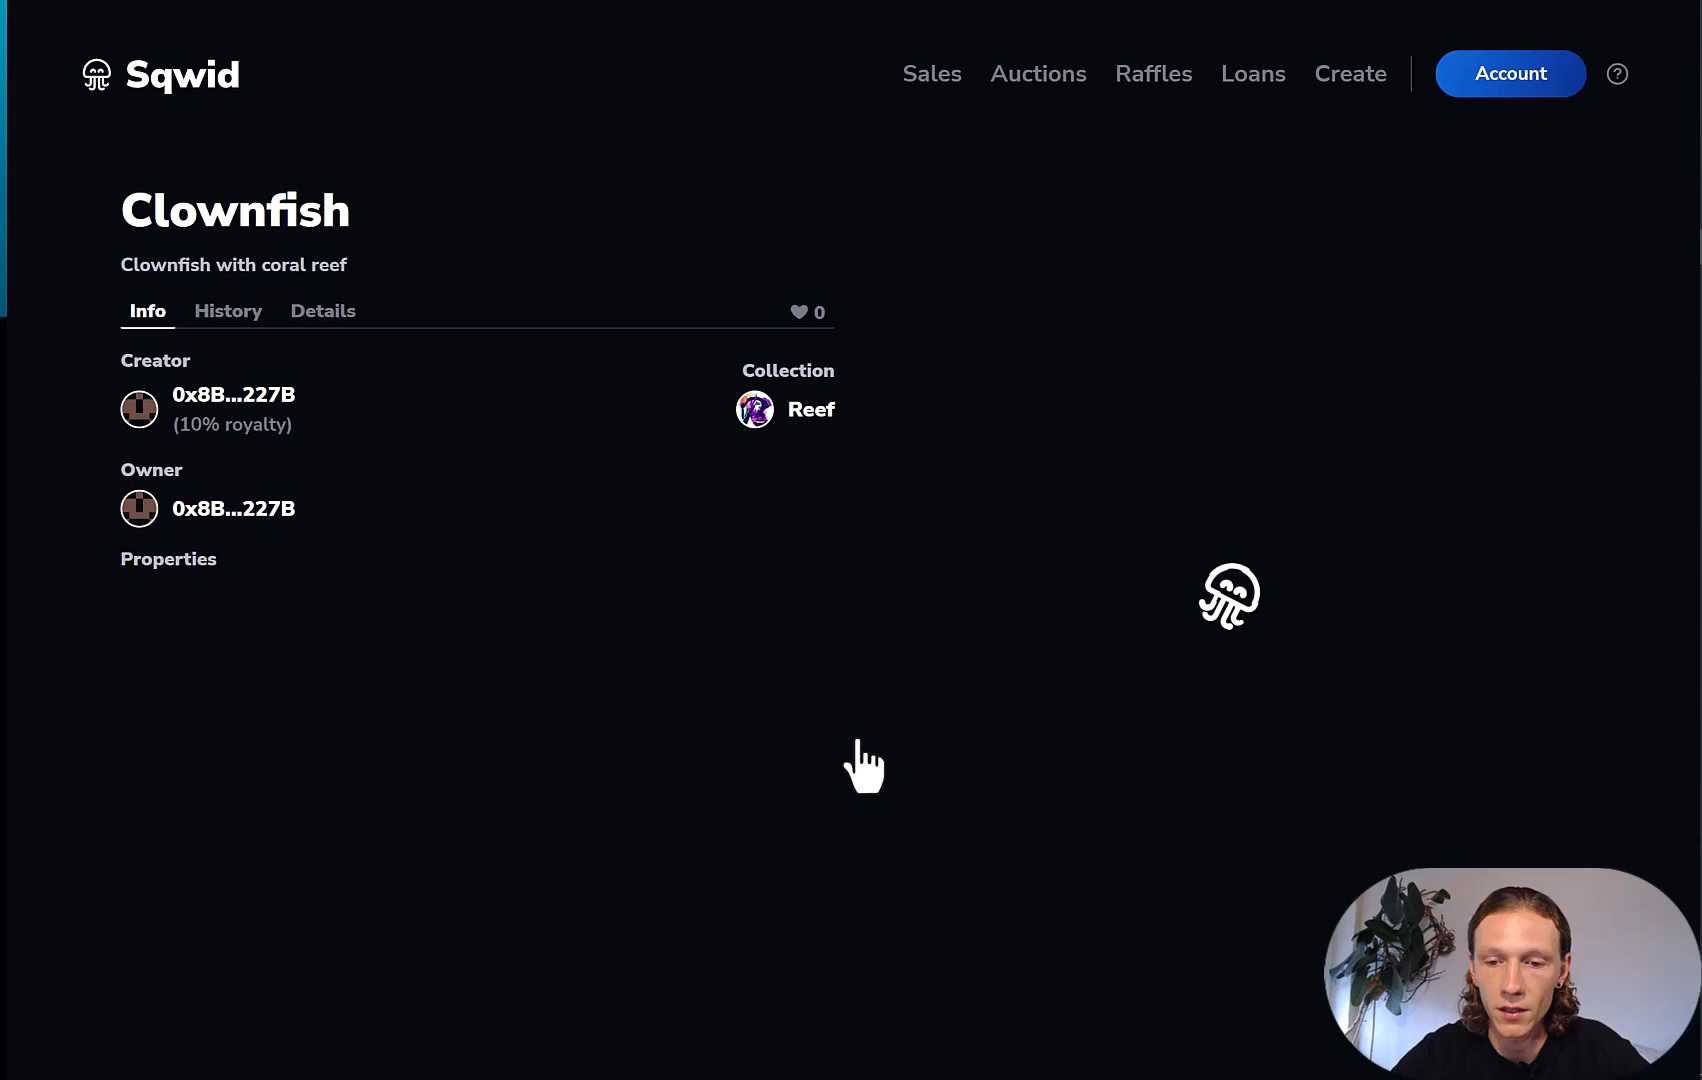 Sqwid
Sales Auctions Raffles Loans Create Account ?
Clownfish
Clownfish with coral reef
Info History Details 0
Creator
0x8B...227B
(10% royalty)
Collection
Reef
Owner
0x8B...227B
Properties